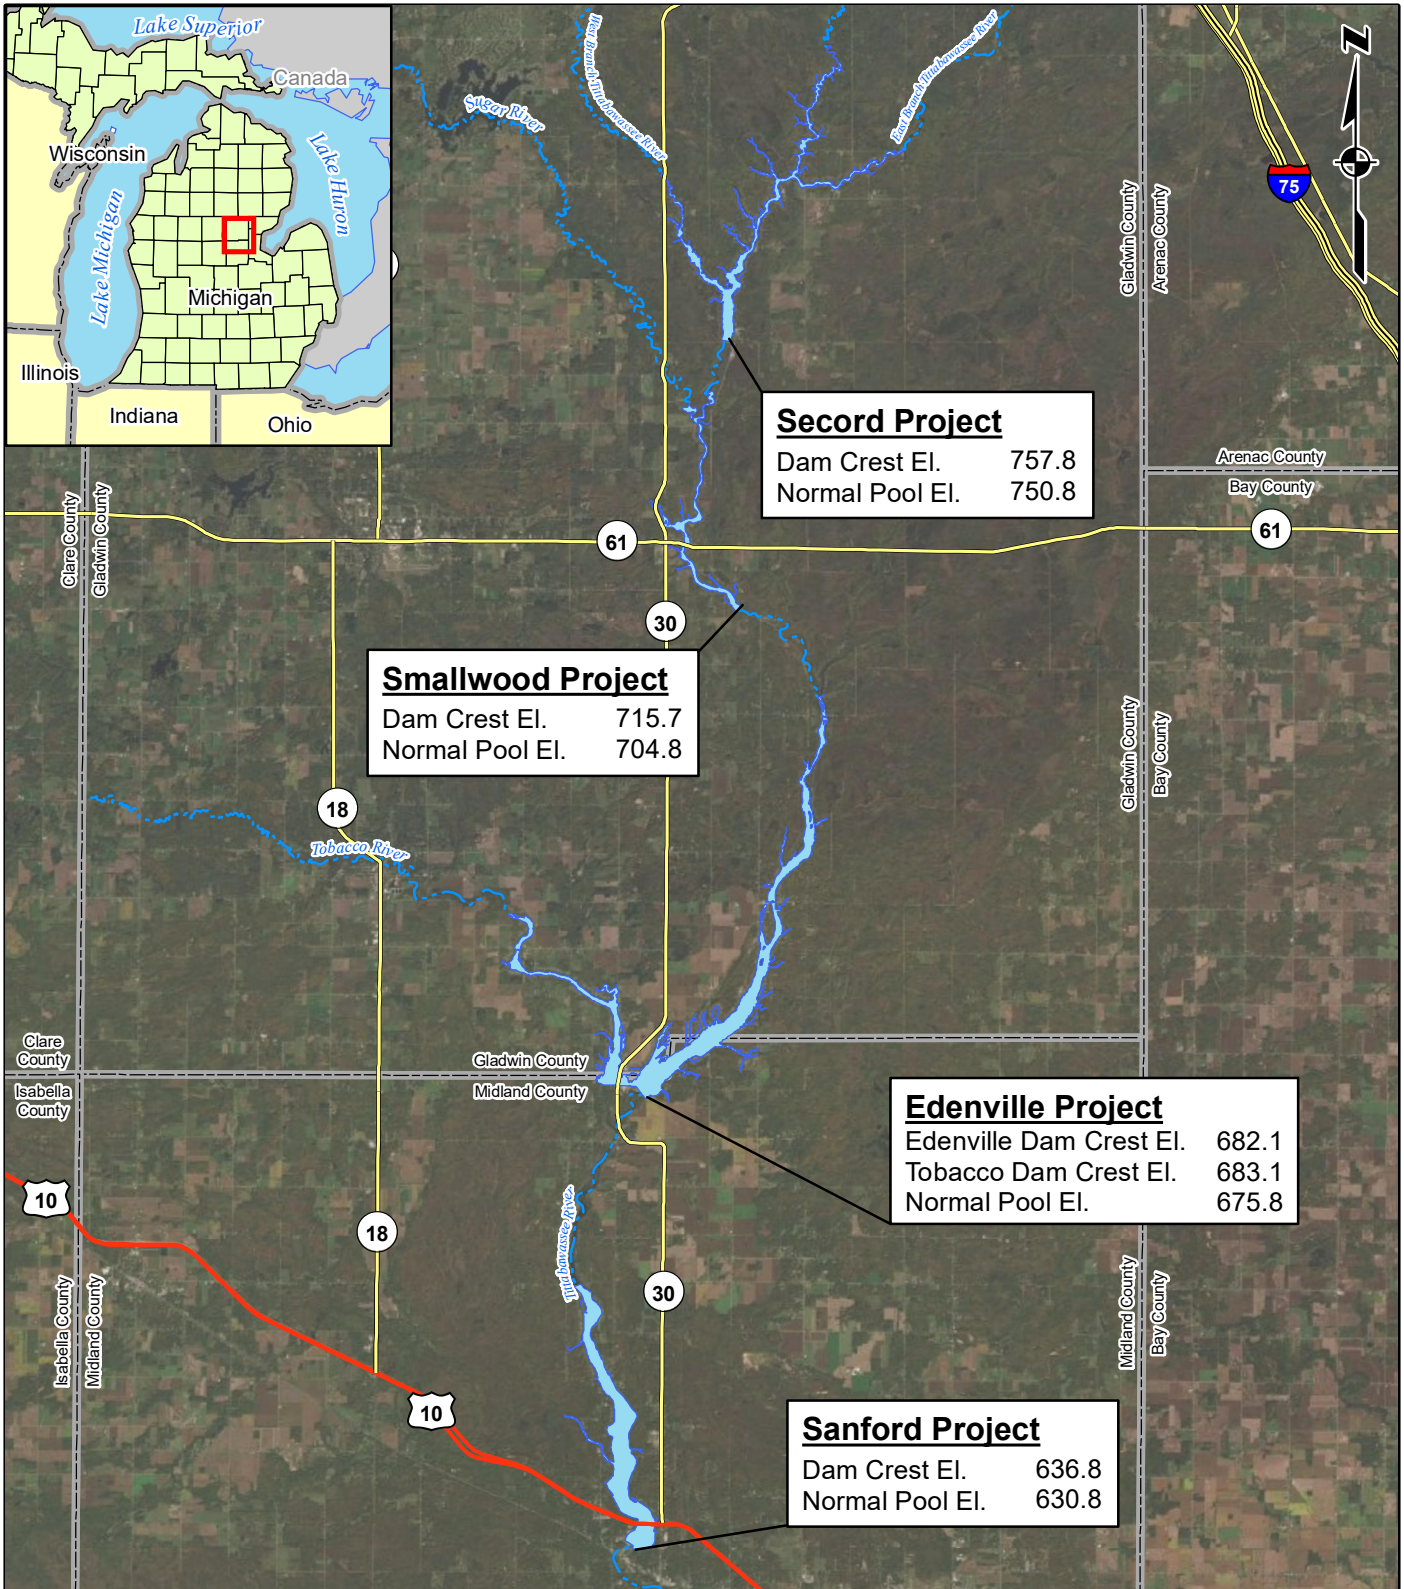 Lake Superior
Canada
Wisconsin
Lake Michigan
Lake Huron
Michigan
Illinois
Indiana
Ohio
Sugar River
West Branch Tittabawassee River
East Branch Tittabawassee River
N
75
Gladwin County
Arenac County
Secord Project
Dam Crest El. 757.8
Normal Pool El. 750.8
Arenac County
Bay County
Clare County
Gladwin County
61
61
30
Smallwood Project
Dam Crest El. 715.7
Normal Pool El. 704.8
Gladwin County
Bay County
18
Tobacco River
Clare
County
Isabella
County
Gladwin County
Midland County
Edenville Project
Edenville Dam Crest El. 682.1
Tobacco Dam Crest El. 683.1
Normal Pool El. 675.8
10
18
Tittabawassee River
30
Isabella County
Midland County
Midland County
Bay County
10
Sanford Project
Dam Crest El. 636.8
Normal Pool El. 630.8